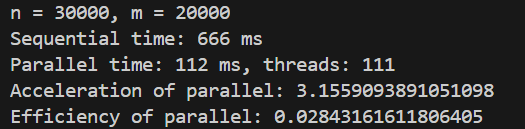 n = 30000, m = 20000
Sequential time: 666 ms
Parallel time: 112 ms, threads: 111
Acceleration of parallel: 3.1559093891051098
Efficiency of parallel: 0.02843161611806405